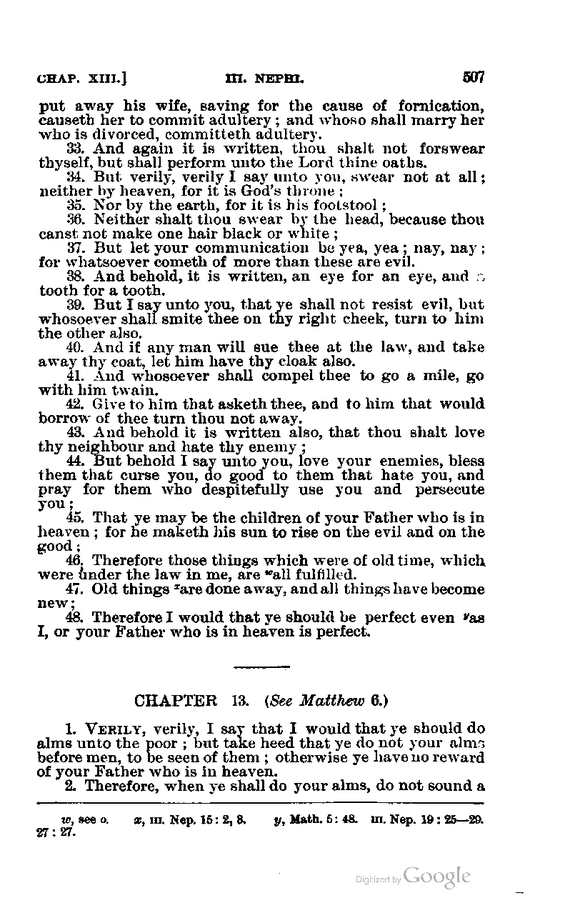 CHAP. XIII.] III. NEPHI. 507
put away his wife, saving for the cause of fornication,
causeth her to commit adultery ; and whoso shall marry her
who is divorced, committeth adultery.
33. And again it is written, thou shalt not forswear
thyself, but shall perform unto the Lord thine oaths.
34. But verily, verily I say unto you, swear not at all ;
neither by heaven, for it is God's throne ;
35. Nor by the earth, for it is his footstool ;
36. Neither shalt thou swear by the head, because thou
canst not make one hair black or white ;
37. But let your communication be yea, yea ; nay, nay ;
for whatsoever cometh of more than these are evil.
38. And behold, it is written, an eye for an eye, and a
tooth for a tooth.
39. But I say unto you, that ye shall not resist evil, but
whosoever shall smite thee on thy right cheek, turn to him
the other also.
40. And if any man will sue thee at the law, and take
away thy coat, let him have thy cloak also.
41. And whosoever shall compel thee to go a mile, go
with him twain.
42. Give to him that asketh thee, and to him that would
borrow of thee turn thou not away.
43. And behold it is written also, that thou shalt love
thy neighbour and hate thy enemy ;
44. But behold I say unto you, love your enemies, bless
them that curse you, do good to them that hate you, and
pray for them who despitefully use you and persecute
you ;
45. That ye may be the children of your Father who is in
heaven ; for he maketh his sun to rise on the evil and on the
good ;
46. Therefore those things which were of old time, which
were under the law in me, are ʷall fulfilled.
47. Old things ˣare done away, and all things have become
new ;
48. Therefore I would that ye should be perfect even ʸas
I, or your Father who is in heaven is perfect.
CHAPTER 13. (See Matthew 6.)
1. VERILY, verily, I say that I would that ye should do
alms unto the poor ; but take heed that ye do not your alms
before men, to be seen of them ; otherwise ye have no reward
of your Father who is in heaven.
2. Therefore, when ye shall do your alms, do not sound a
w, see o. x, III. Nep. 15 : 2, 8. y, Math. 5 : 48. III. Nep. 19 : 25—29.
27 : 27.
Digitized by Google